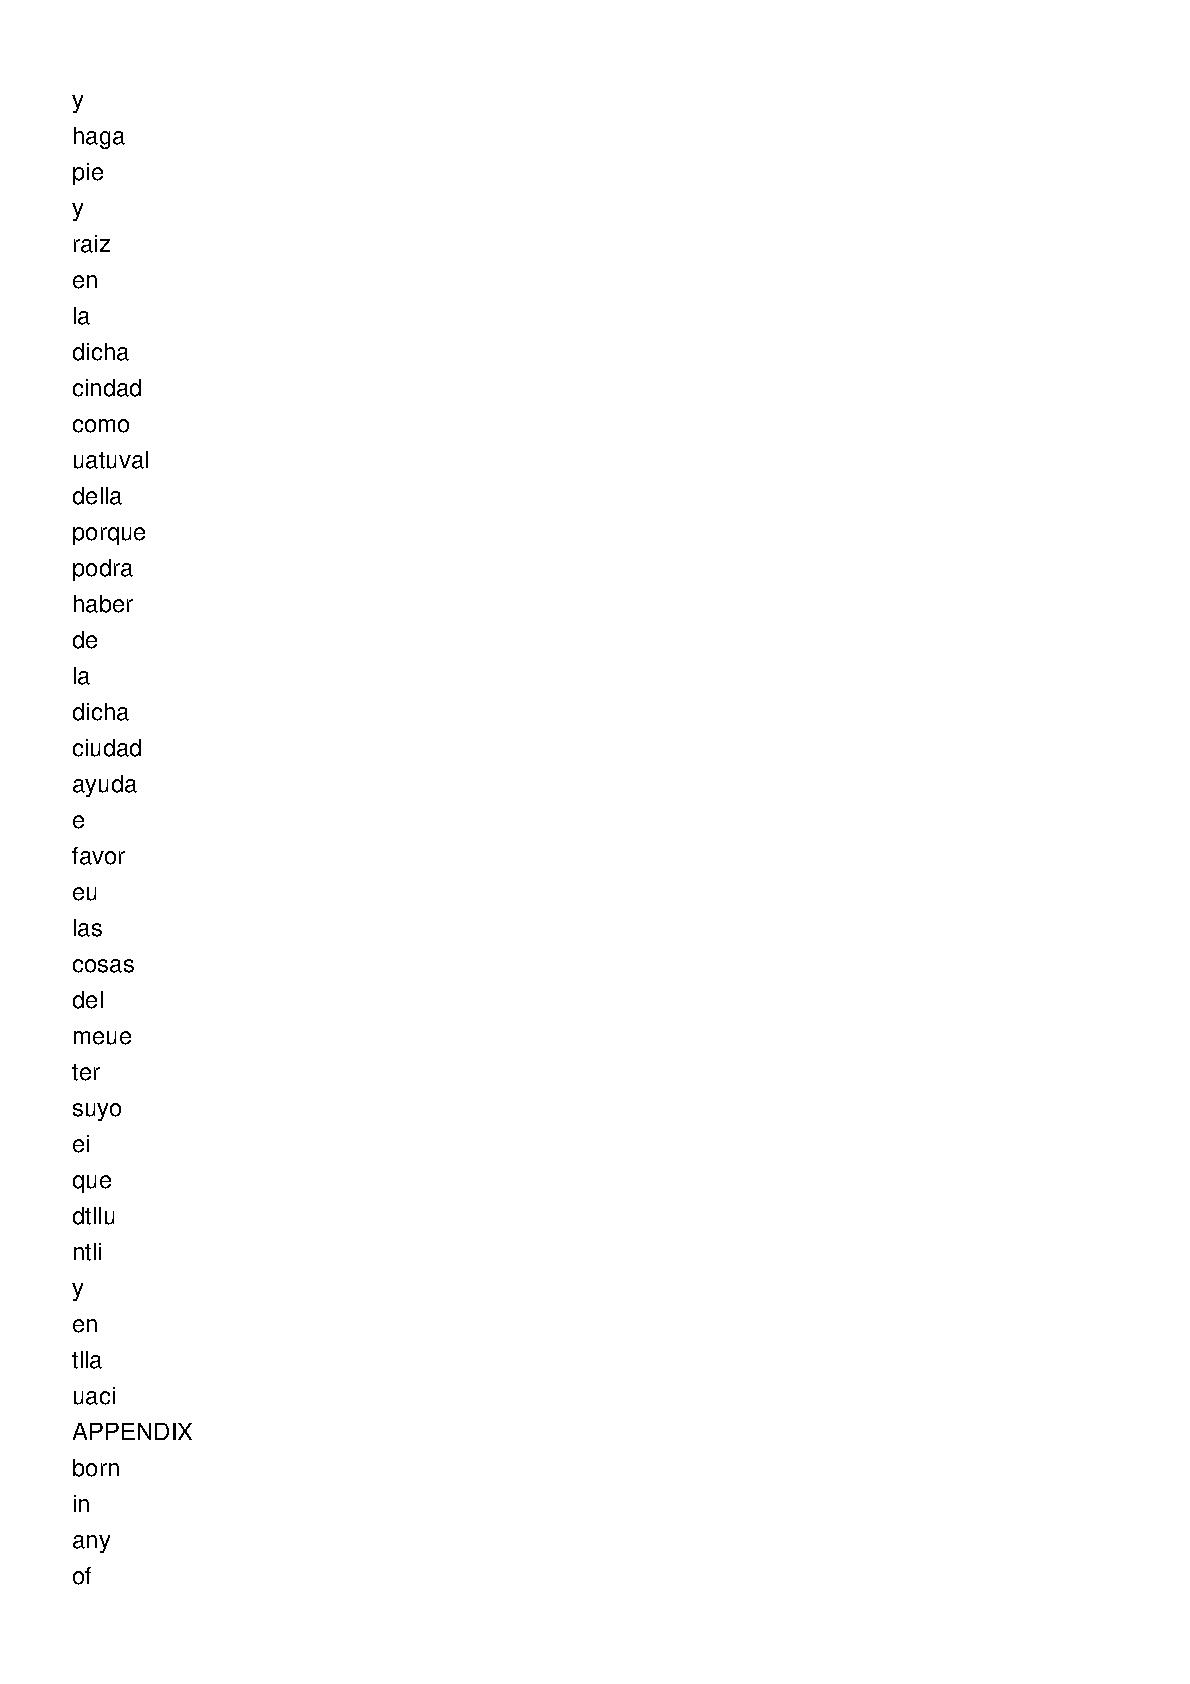 y
haga
pie
y
raiz
en
la
dicha
cindad
como
uatuval
della
porque
podra
haber
de
la
dicha
ciudad
ayuda
e
favor
eu
las
cosas
del
meue
ter
suyo
ei
que
dtllu
ntli
y
en
tlla
uaci
APPENDIX
born
in
any
of